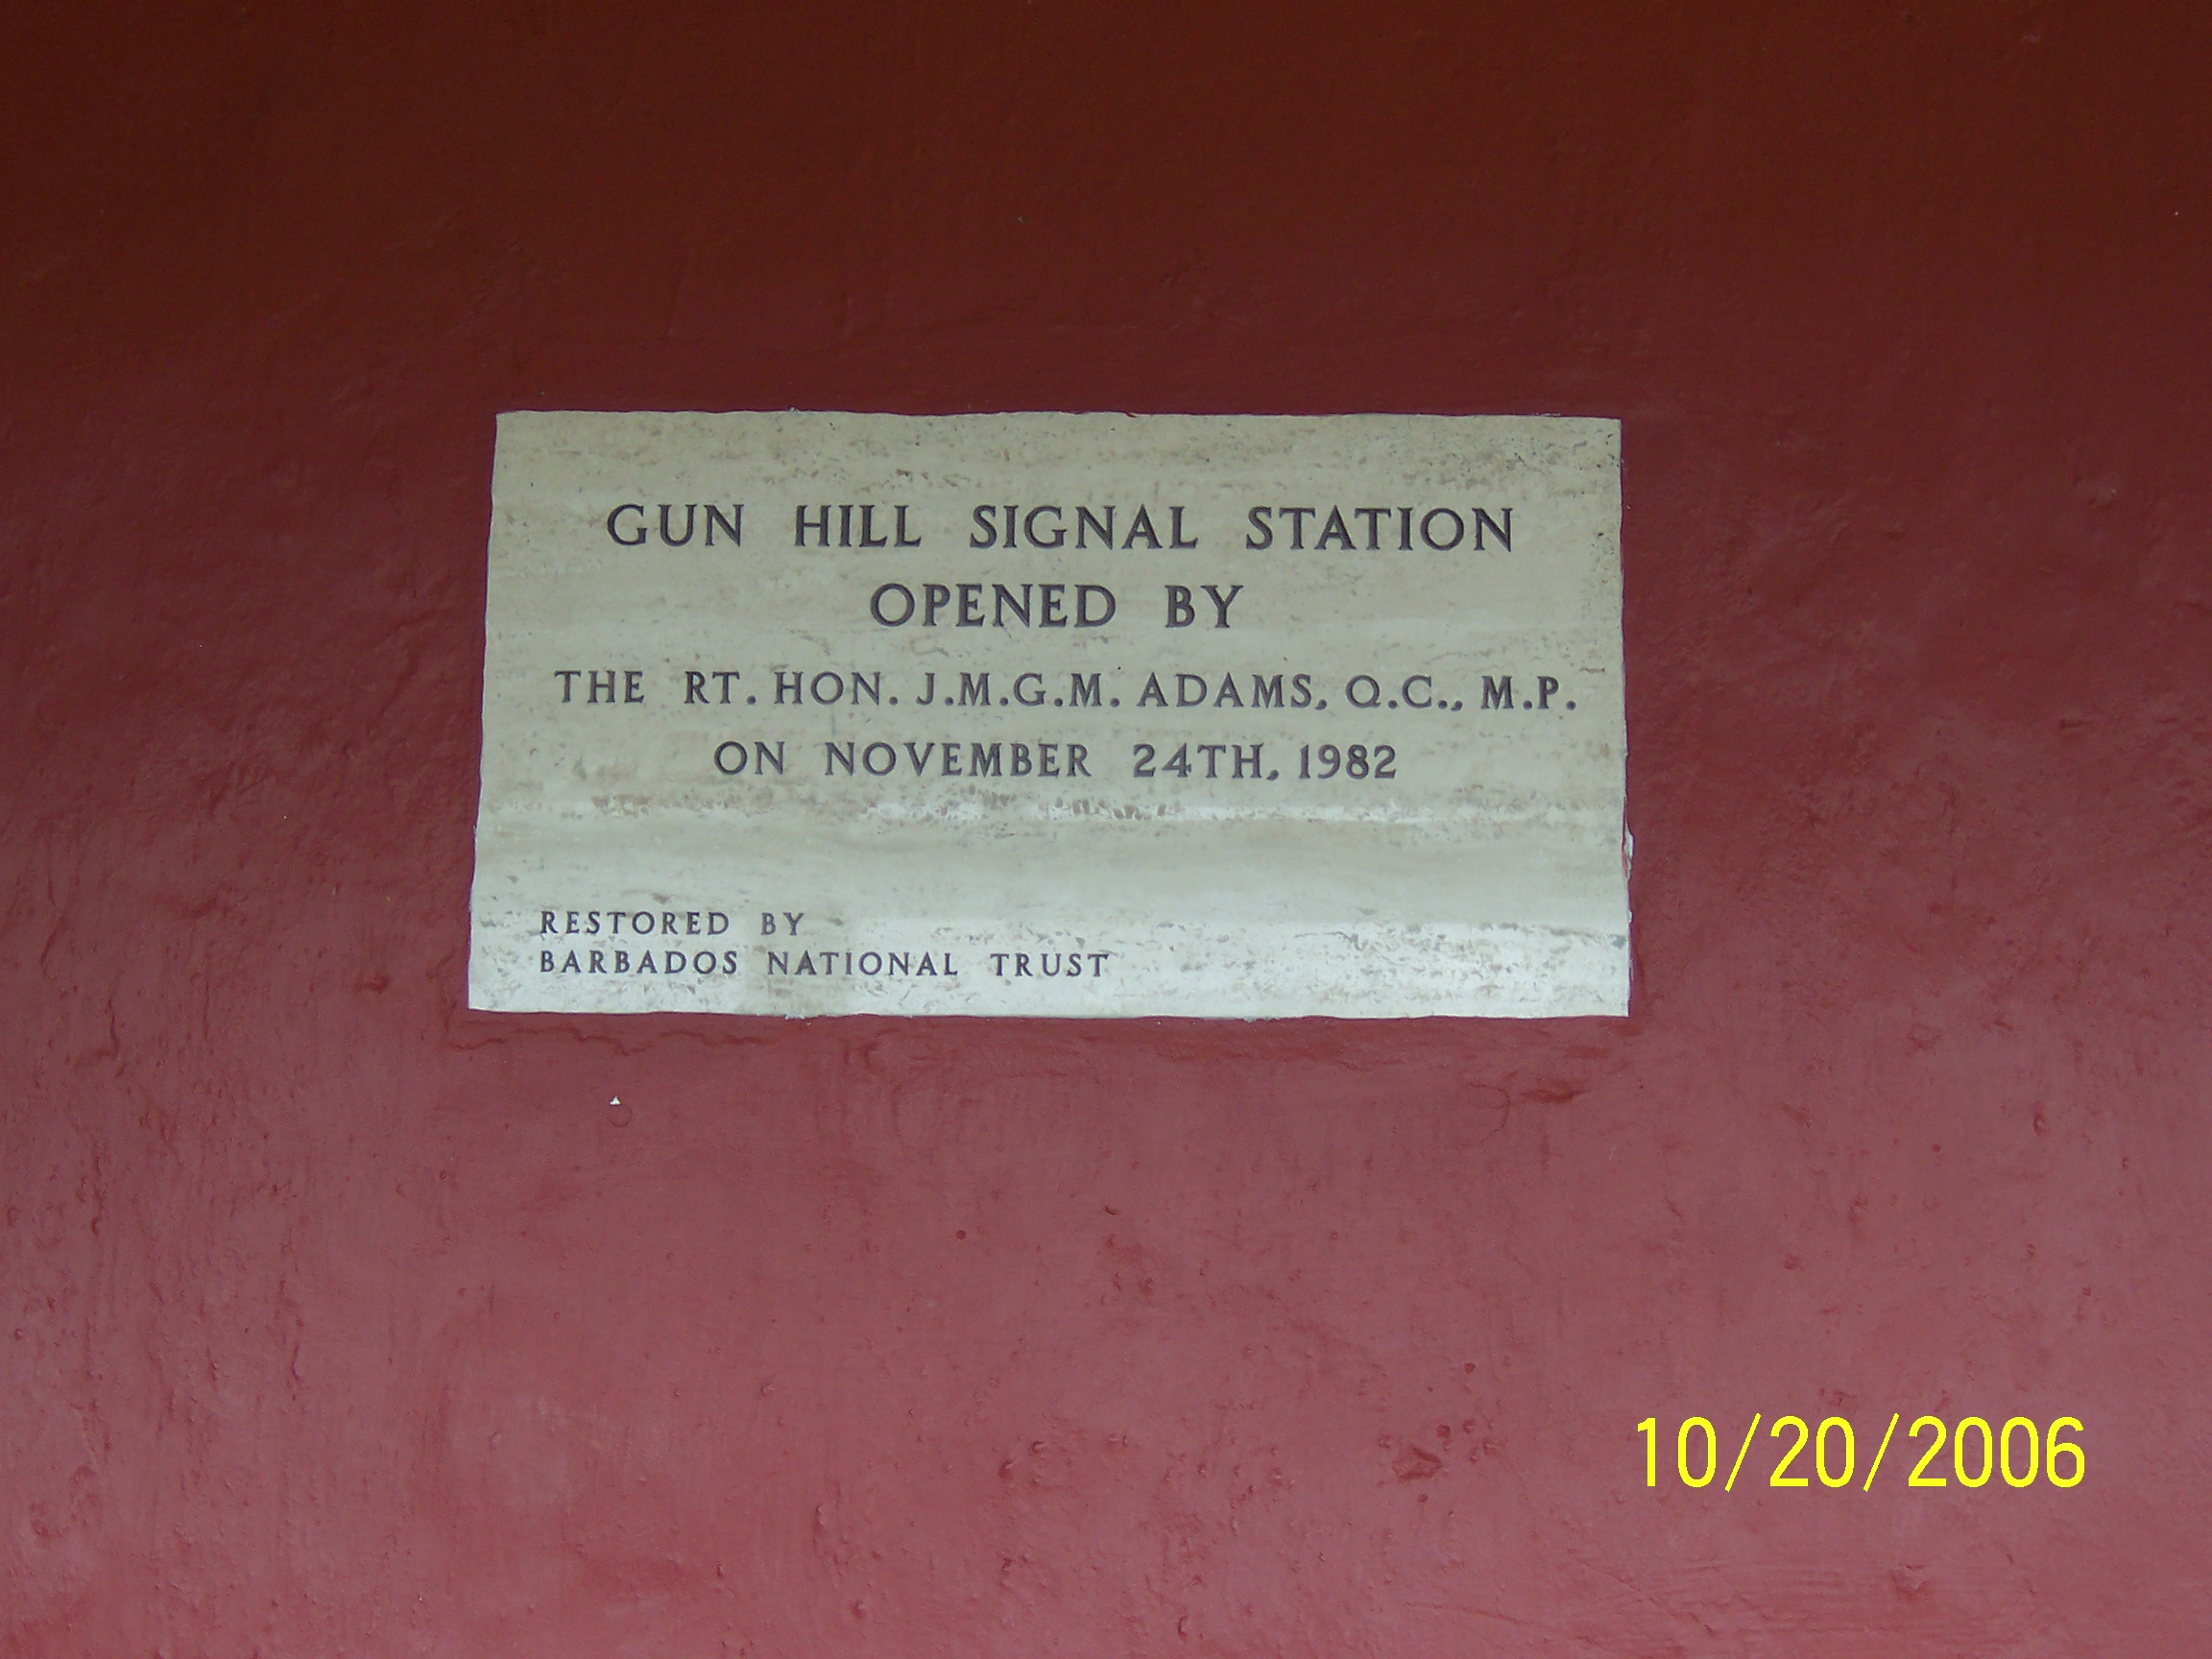 GUN HILL SIGNAL STATION
OPENED BY
THE RT. HON. J.M.G.M. ADAMS, Q.C., M.P.
ON NOVEMBER 24TH, 1982
RESTORED BY
BARBADOS NATIONAL TRUST
10/20/2006